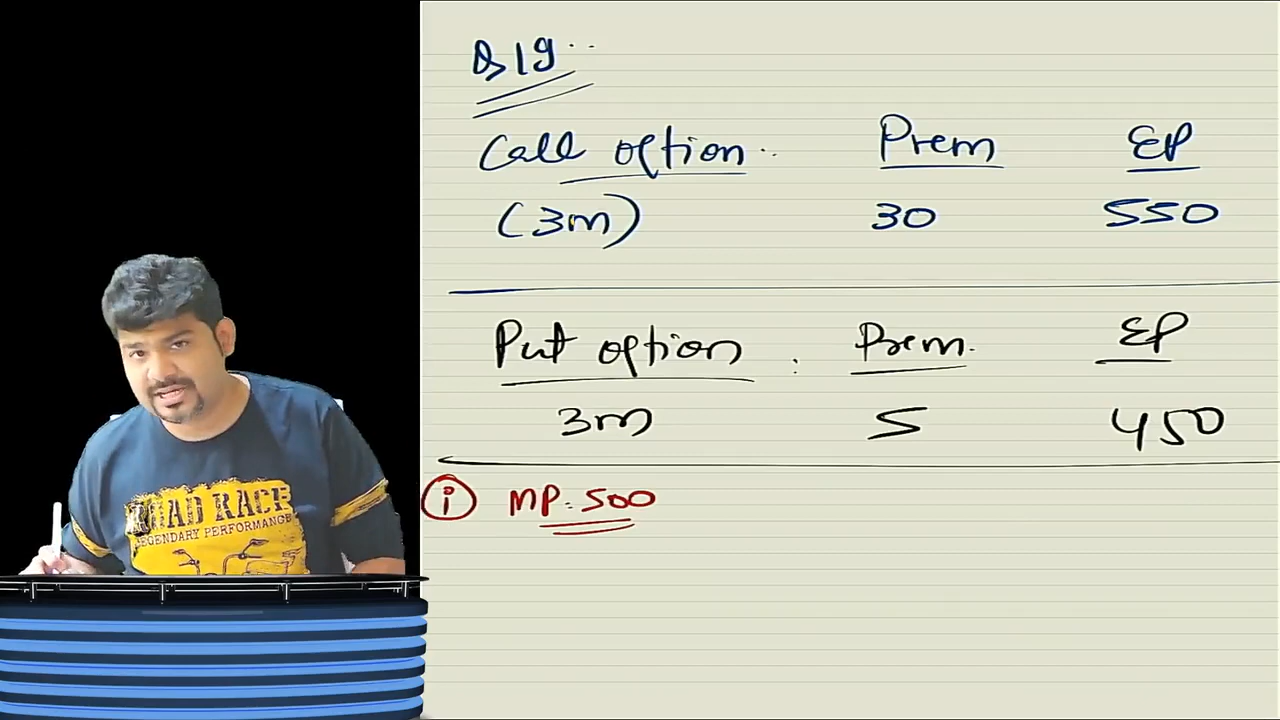 Q19..
Call option.. Prem EP
(3m) 30 550
Put option : Prem. EP
3m 5 450
(i) MP = 500
ROAD RACE
LEGENDARY PERFORMANCE